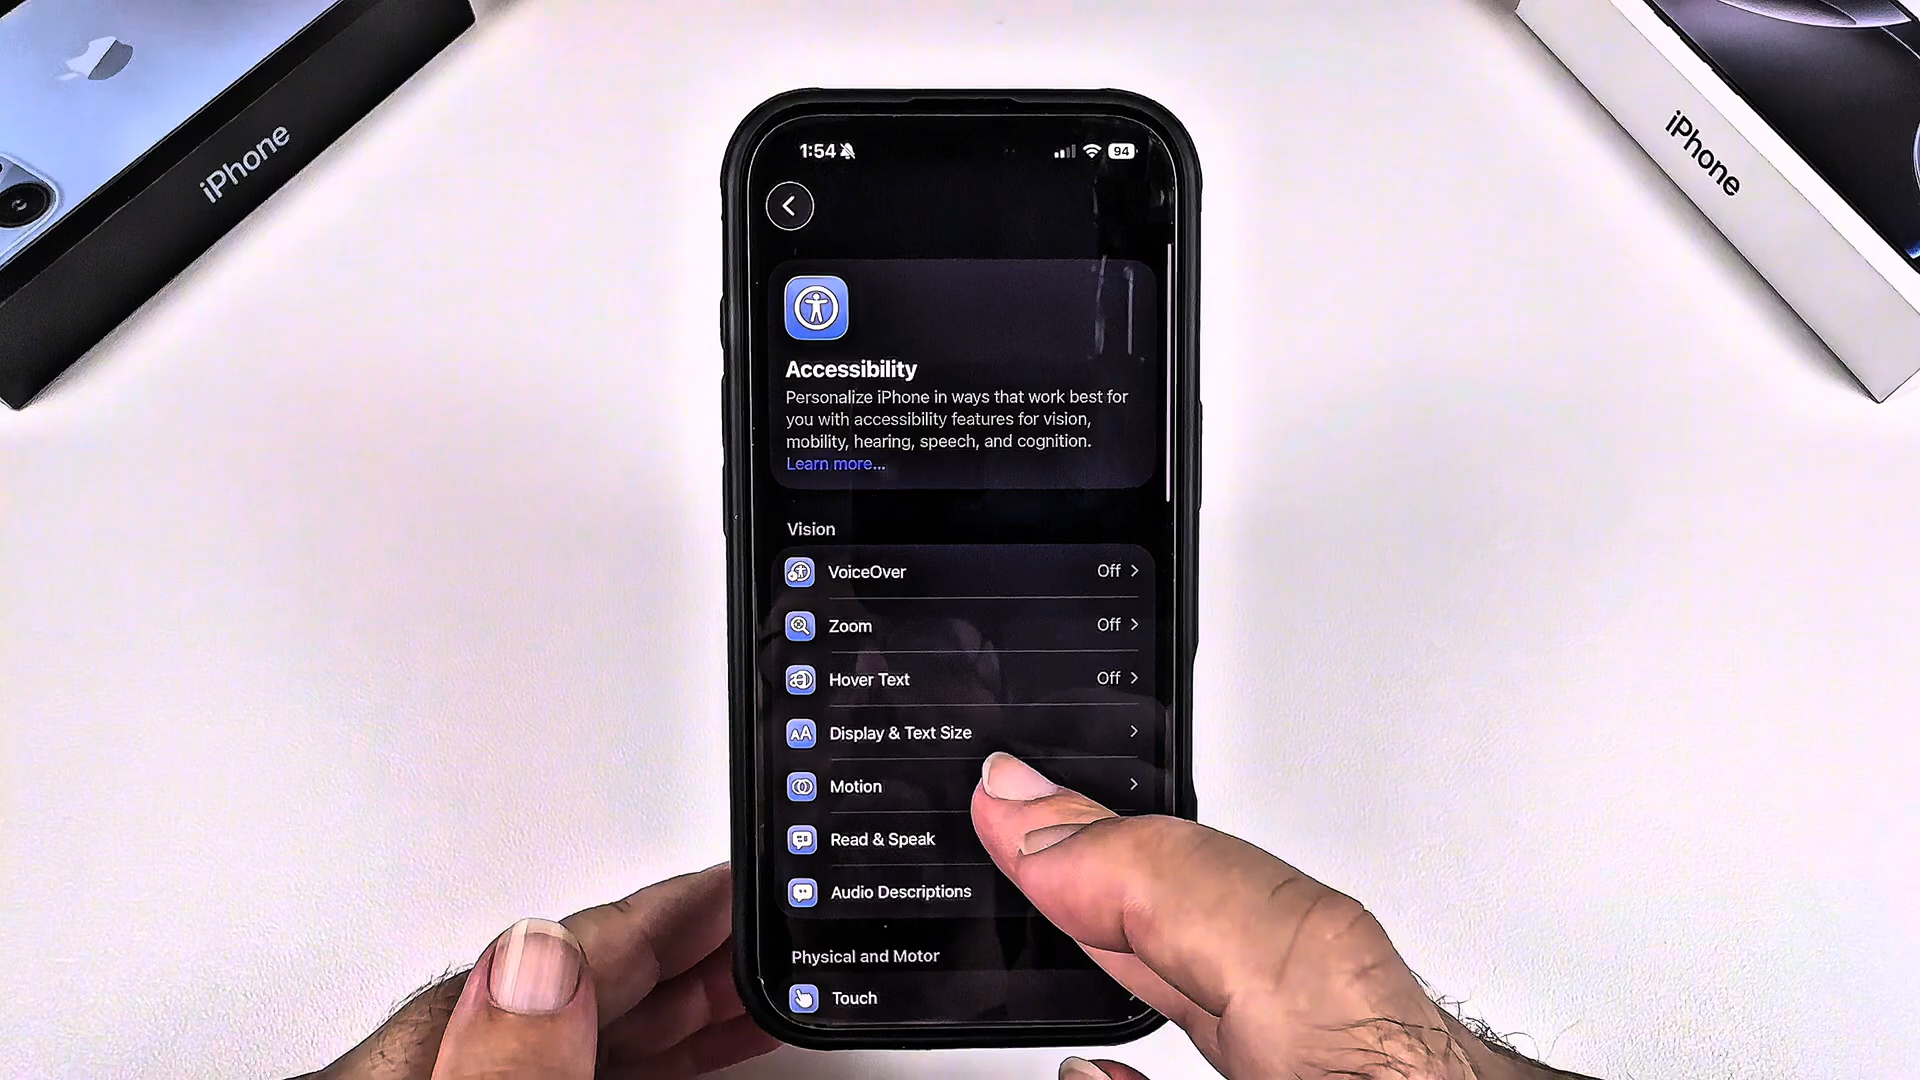 iPhone
iPhone
1:54
94
Accessibility
Personalize iPhone in ways that work best for
you with accessibility features for vision,
mobility, hearing, speech, and cognition.
Learn more...
Vision
VoiceOver Off
Zoom Off
Hover Text Off
Display & Text Size
Motion
Read & Speak
Audio Descriptions
Physical and Motor
Touch